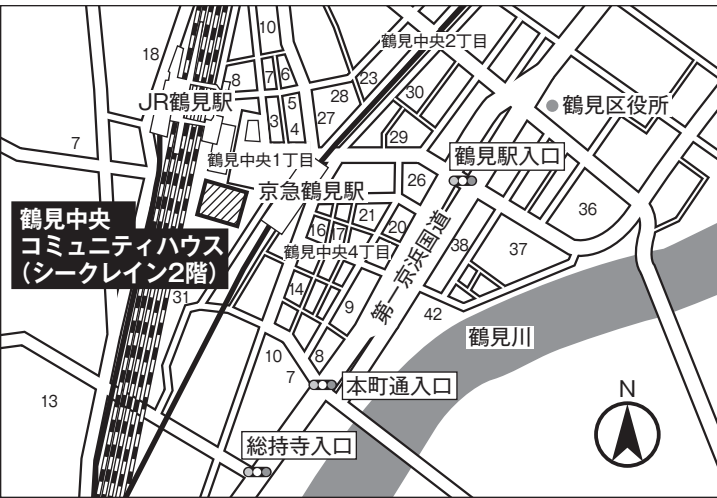 18
10
鶴見中央2丁目
8
7
6
23
JR鶴見駅
5
28
30
3
4
27
鶴見区役所
7
29
鶴見中央1丁目
鶴見駅入口
京急鶴見駅
26
36
鶴見中央
コミュニティハウス
(シークレイン2階)
16
17
21
20
鶴見中央4丁目
38
37
第一京浜国道
31
14
9
42
鶴見川
10
8
7
本町通入口
13
N
総持寺入口